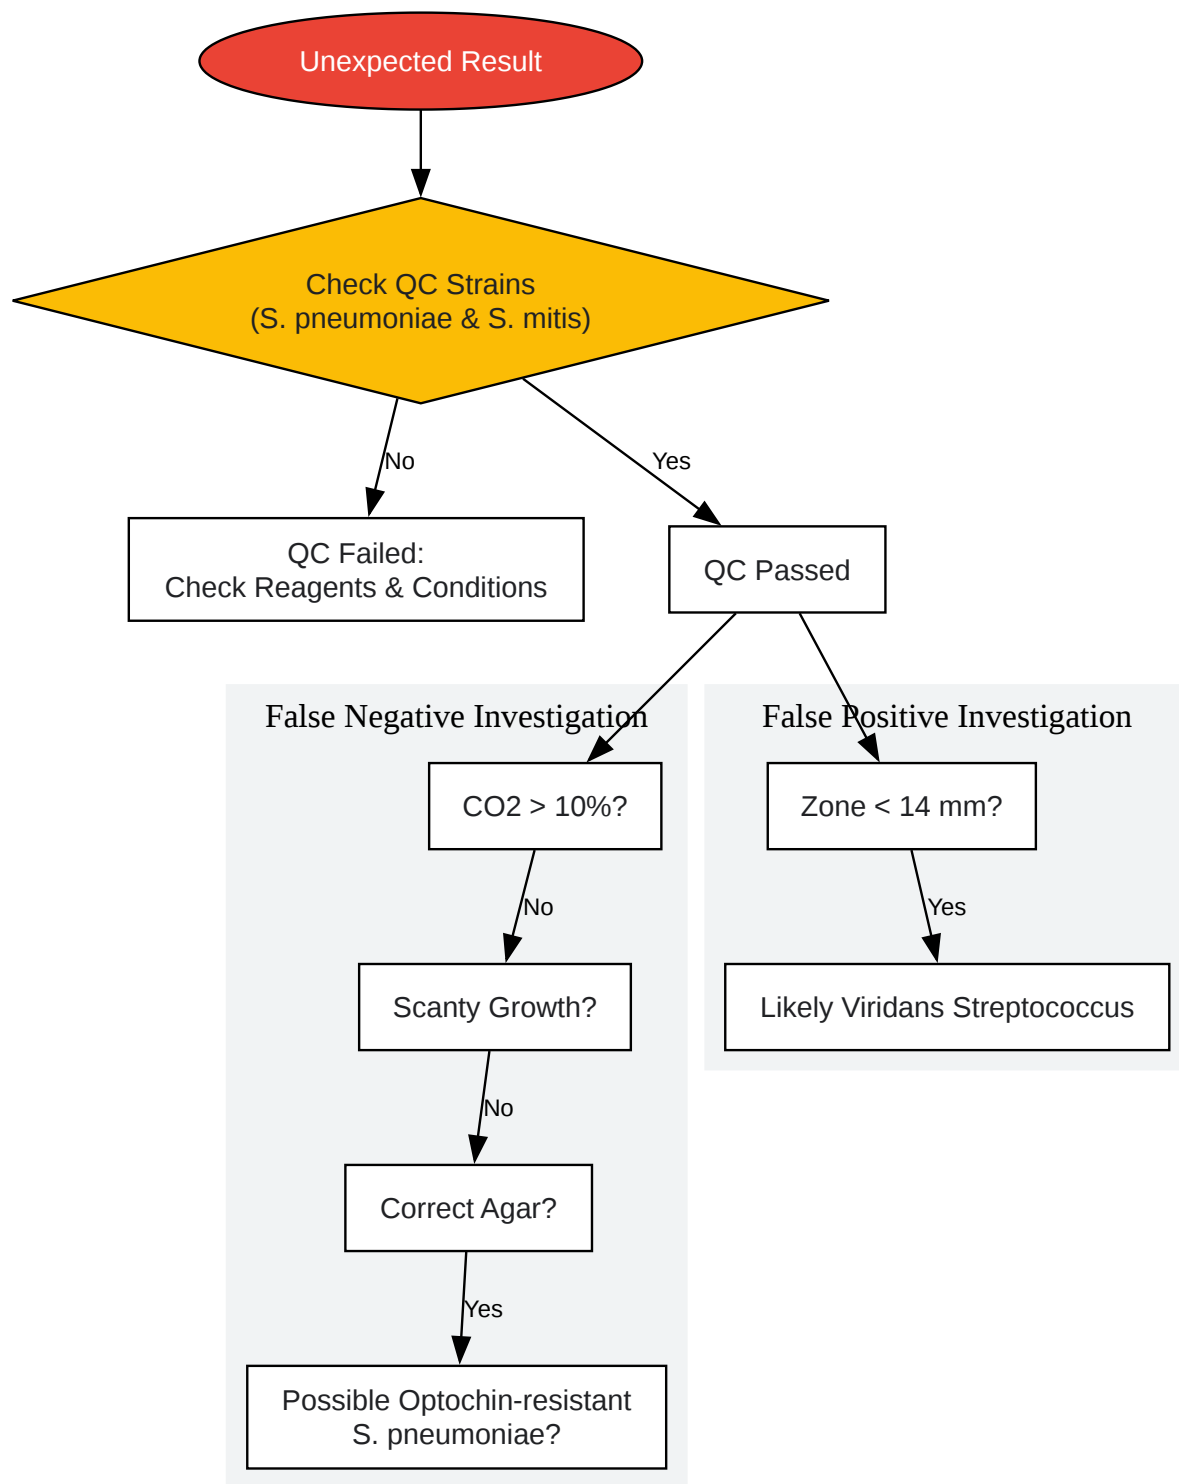 Unexpected Result
Check QC Strains
(S. pneumoniae & S. mitis)
No
Yes
QC Failed:
Check Reagents & Conditions
QC Passed
False Negative Investigation
False Positive Investigation
CO2 > 10%?
Zone < 14 mm?
No
Yes
Scanty Growth?
Likely Viridans Streptococcus
No
Correct Agar?
Yes
Possible Optochin-resistant
S. pneumoniae?